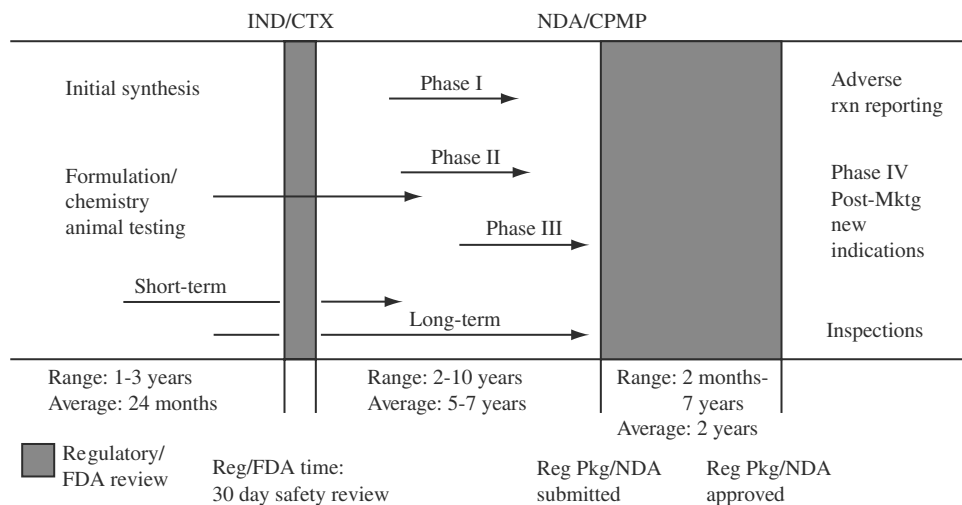 IND/CTX
NDA/CPMP
Initial synthesis
Phase I
Adverse
rxn reporting
Phase II
Formulation/
chemistry
animal testing
Phase IV
Post-Mktg
new
indications
Phase III
Short-term
Long-term
Inspections
Range: 1-3 years
Average: 24 months
Range: 2-10 years
Average: 5-7 years
Range: 2 months-
7 years
Average: 2 years
Regulatory/
FDA review
Reg/FDA time:
30 day safety review
Reg Pkg/NDA
submitted
Reg Pkg/NDA
approved